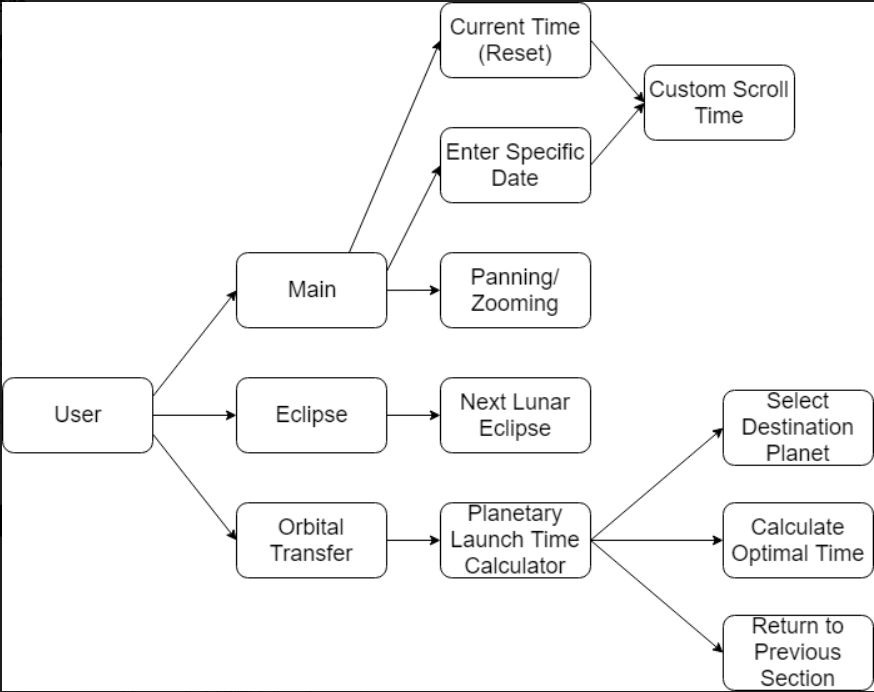 Current Time
(Reset)
Custom Scroll
Time
Enter Specific
Date
Main
Panning/
Zooming
User
Eclipse
Next Lunar
Eclipse
Select
Destination
Planet
Orbital
Transfer
Planetary
Launch Time
Calculator
Calculate
Optimal Time
Return to
Previous
Section